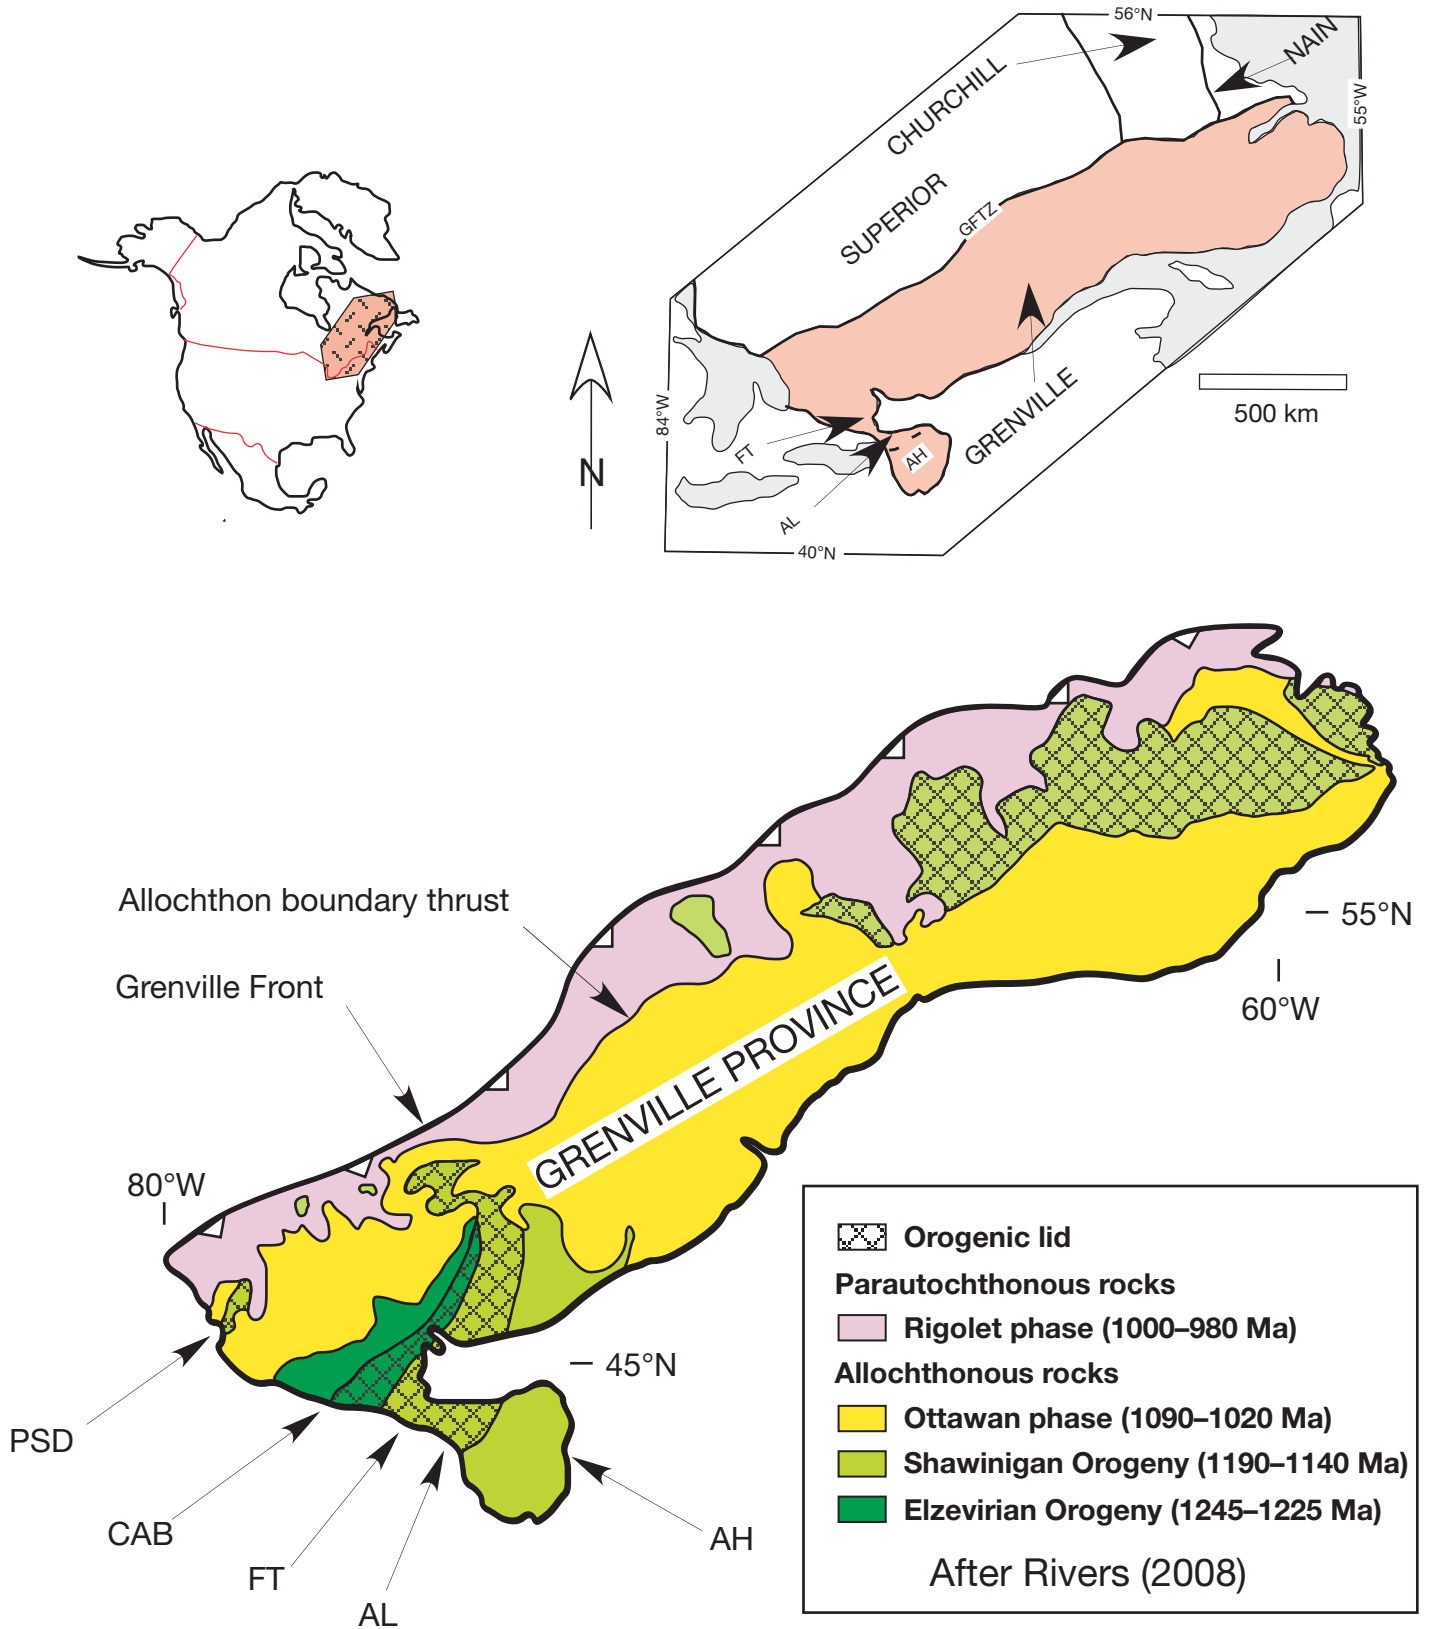 56°N
NAIN
CHURCHILL
55°W
SUPERIOR
GFTZ
84°W
500 km
GRENVILLE
FT
AH
N
AL
40°N
Allochthon boundary thrust
55°N
Grenville Front
60°W
GRENVILLE PROVINCE
80°W
45°N
PSD
CAB
AH
FT
AL
Orogenic lid
Parautochthonous rocks
Rigolet phase (1000–980 Ma)
Allochthonous rocks
Ottawan phase (1090–1020 Ma)
Shawinigan Orogeny (1190–1140 Ma)
Elzevirian Orogeny (1245–1225 Ma)
After Rivers (2008)